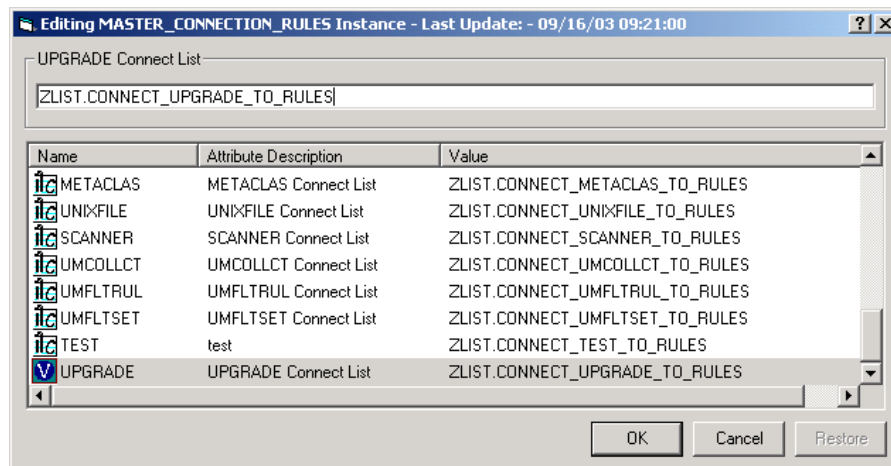 Editing MASTER_CONNECTION_RULES Instance - Last Update: - 09/16/03 09:21:00
UPGRADE Connect List
ZLIST.CONNECT_UPGRADE_TO_RULES
Name Attribute Description Value
METACLAS METACLAS Connect List ZLIST.CONNECT_METACLAS_TO_RULES
UNIXFILE UNIXFILE Connect List ZLIST.CONNECT_UNIXFILE_TO_RULES
SCANNER SCANNER Connect List ZLIST.CONNECT_SCANNER_TO_RULES
UMCOLLCT UMCOLLCT Connect List ZLIST.CONNECT_UMCOLLCT_TO_RULES
UMFLTRUL UMFLTRUL Connect List ZLIST.CONNECT_UMFLTRUL_TO_RULES
UMFLTSET UMFLTSET Connect List ZLIST.CONNECT_UMFLTSET_TO_RULES
TEST test ZLIST.CONNECT_TEST_TO_RULES
V UPGRADE UPGRADE Connect List ZLIST.CONNECT_UPGRADE_TO_RULES
OK Cancel Restore